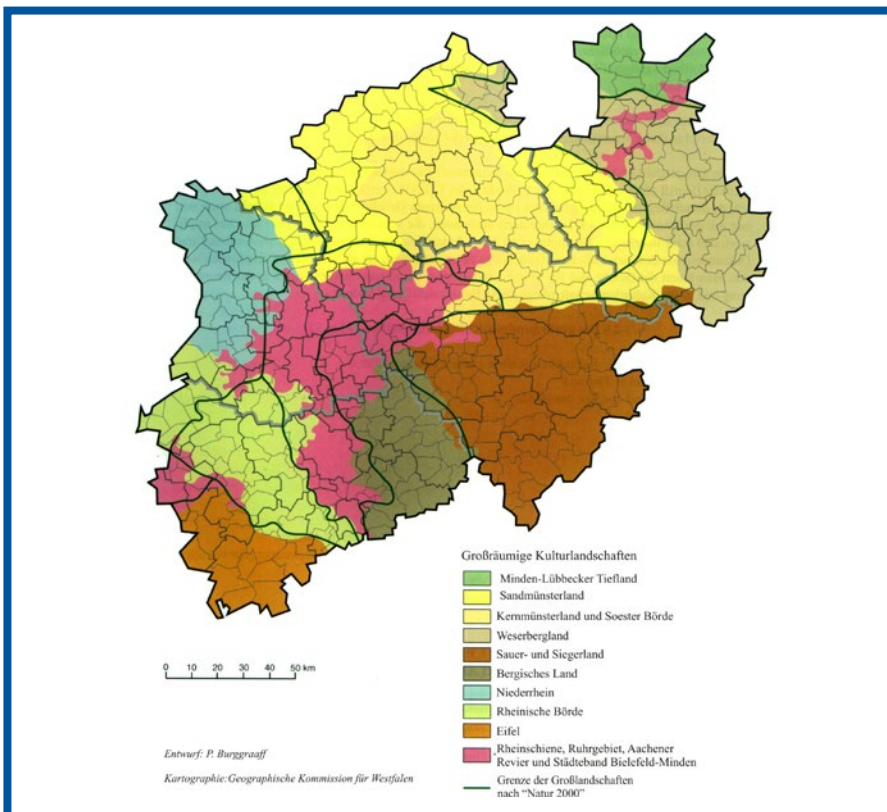 Großräumige Kulturlandschaften
Minden-Lübbecker Tiefland
Sandmünsterland
Kernmünsterland und Soester Börde
Weserbergland
Sauer- und Siegerland
Bergisches Land
Niederrhein
Rheinische Börde
Eifel
Rheinschiene, Ruhrgebiet, Aachener
Revier und Städteband Bielefeld-Minden
Grenze der Großlandschaften
nach "Natur 2000"
0 10 20 30 40 50 km
Entwurf: P. Burggraaff
Kartographie:Geographische Kommission für Westfalen